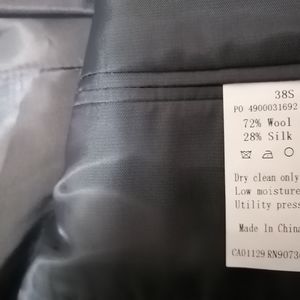 38S
PO 4900031692
72% Wool
28% Silk
Dry clean only
Low moisture
Utility press
Made In China
CA01129 RN9073